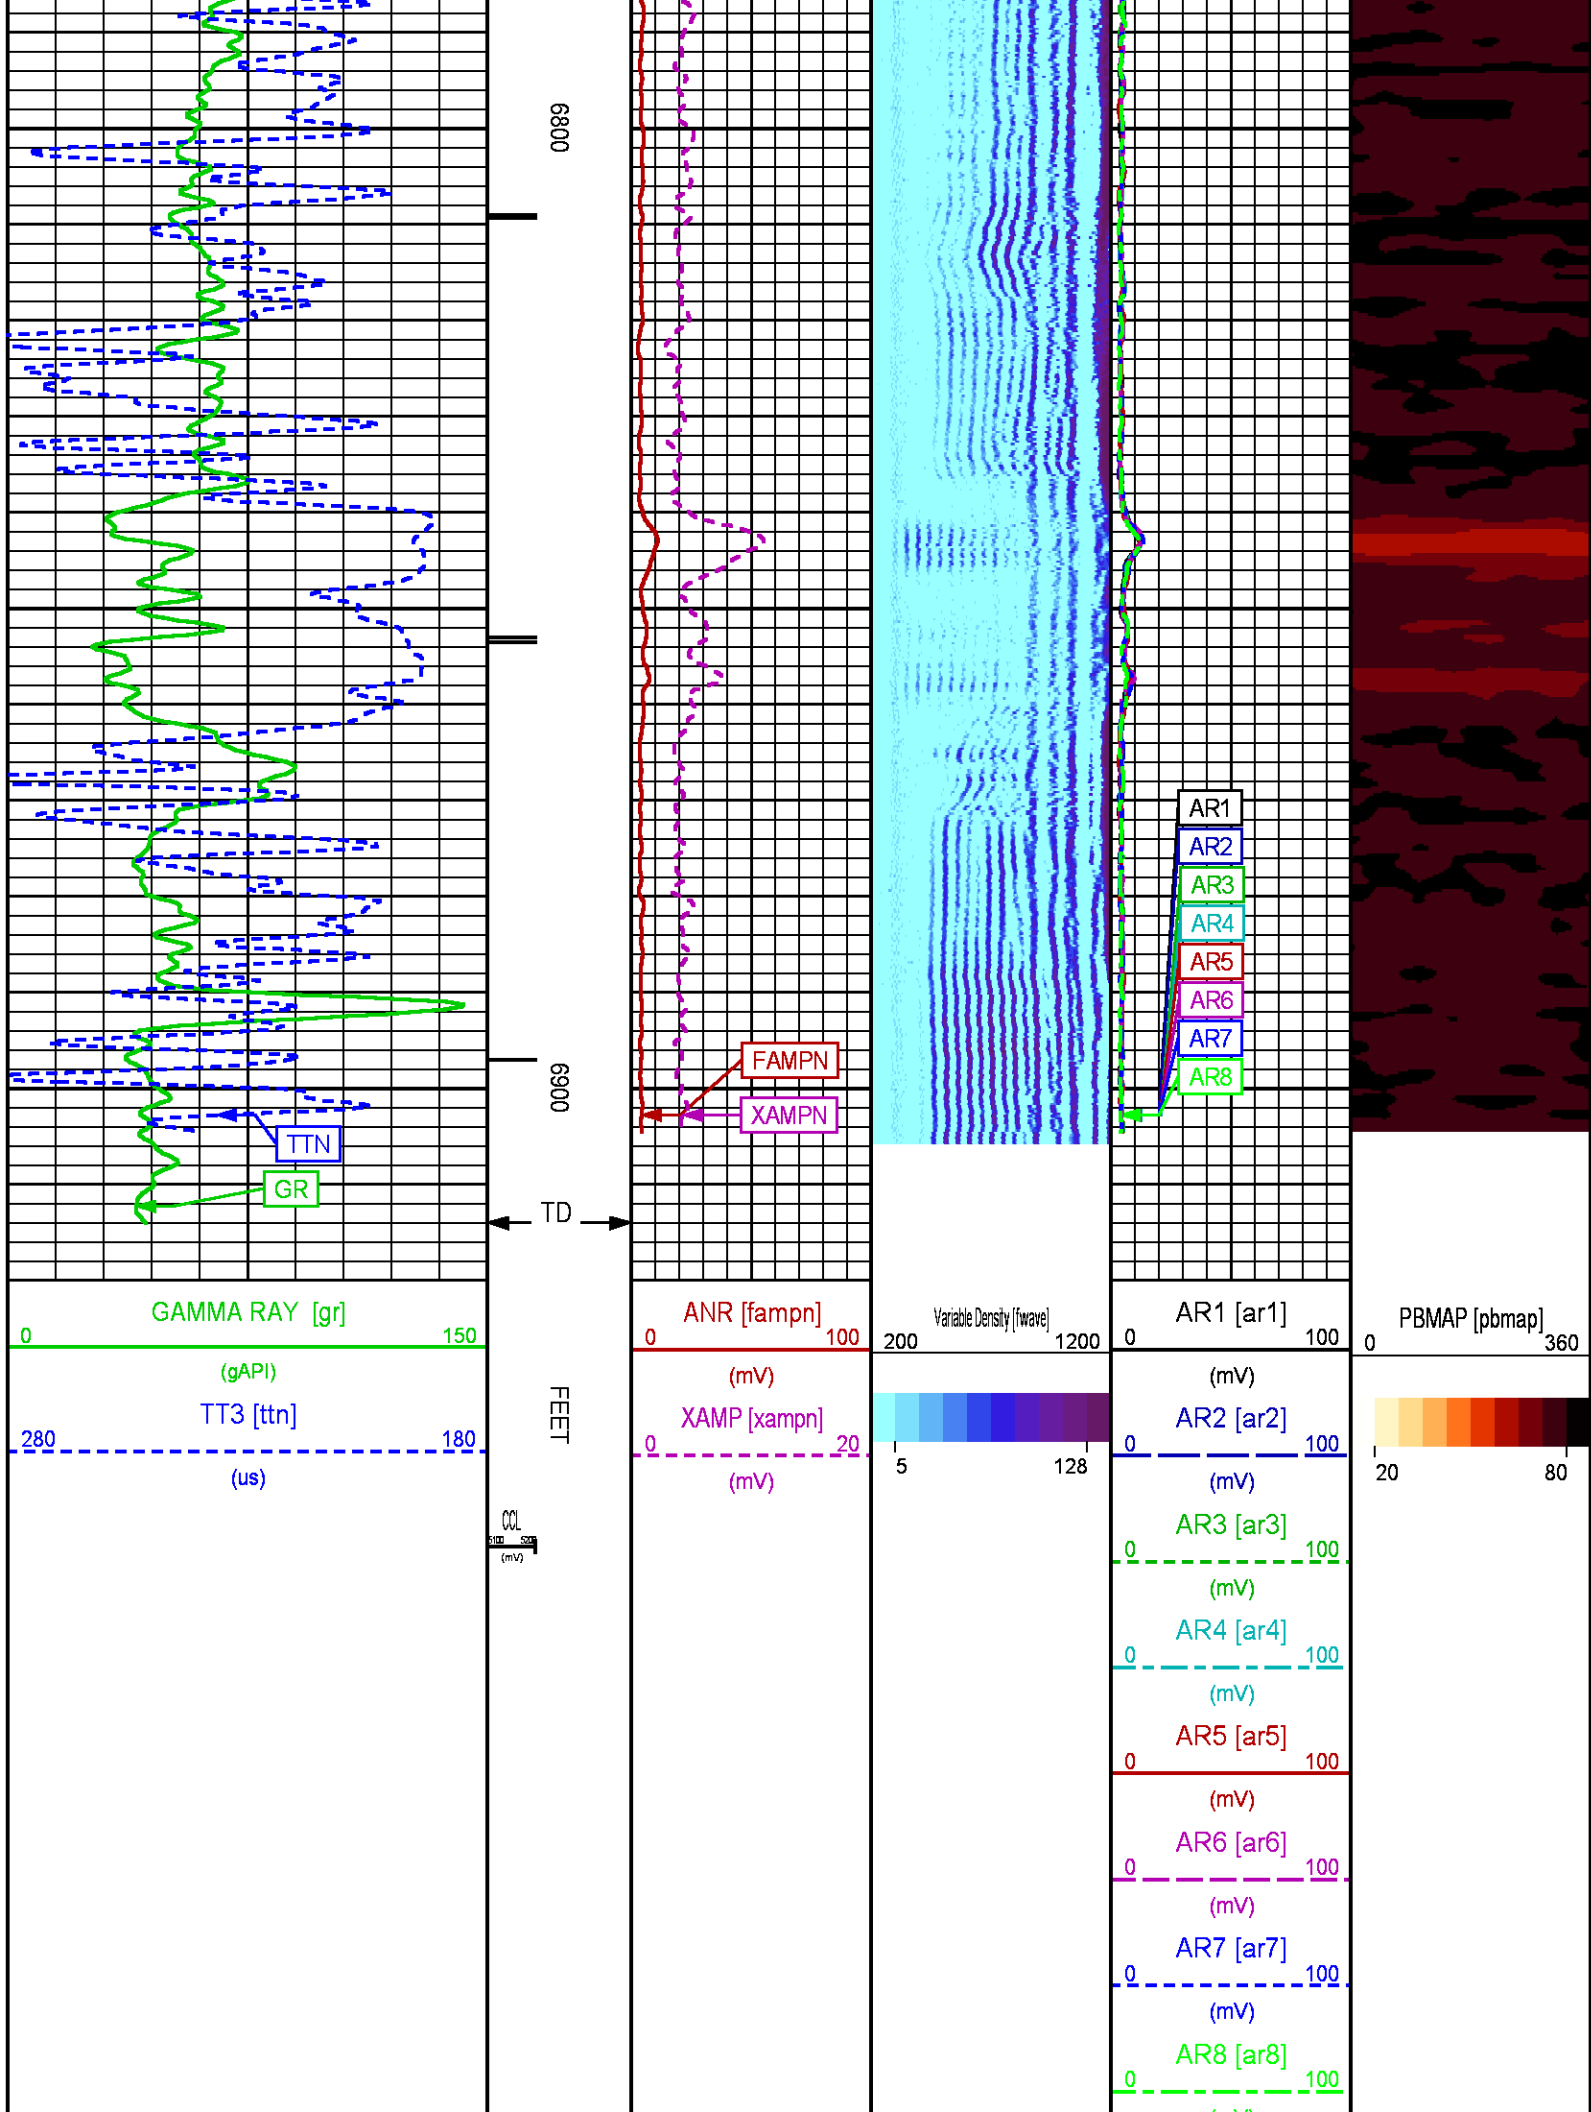 6800
AR1
AR2
AR3
AR4
AR5
AR6
AR7
AR8
6900
FAMPN
XAMPN
TTN
GR
TD
GAMMA RAY [gr]
0 150
(gAPI)
TT3 [ttn]
280 180
(us)
FEET
CCL
(mV)
ANR [fampn]
0 100
(mV)
XAMP [xampn]
0 20
(mV)
Variable Density [fwave]
200 1200
5 128
AR1 [ar1]
0 100
(mV)
AR2 [ar2]
0 100
(mV)
AR3 [ar3]
0 100
(mV)
AR4 [ar4]
0 100
(mV)
AR5 [ar5]
0 100
(mV)
AR6 [ar6]
0 100
(mV)
AR7 [ar7]
0 100
(mV)
AR8 [ar8]
0 100
PBMAP [pbmap]
0 360
20 80